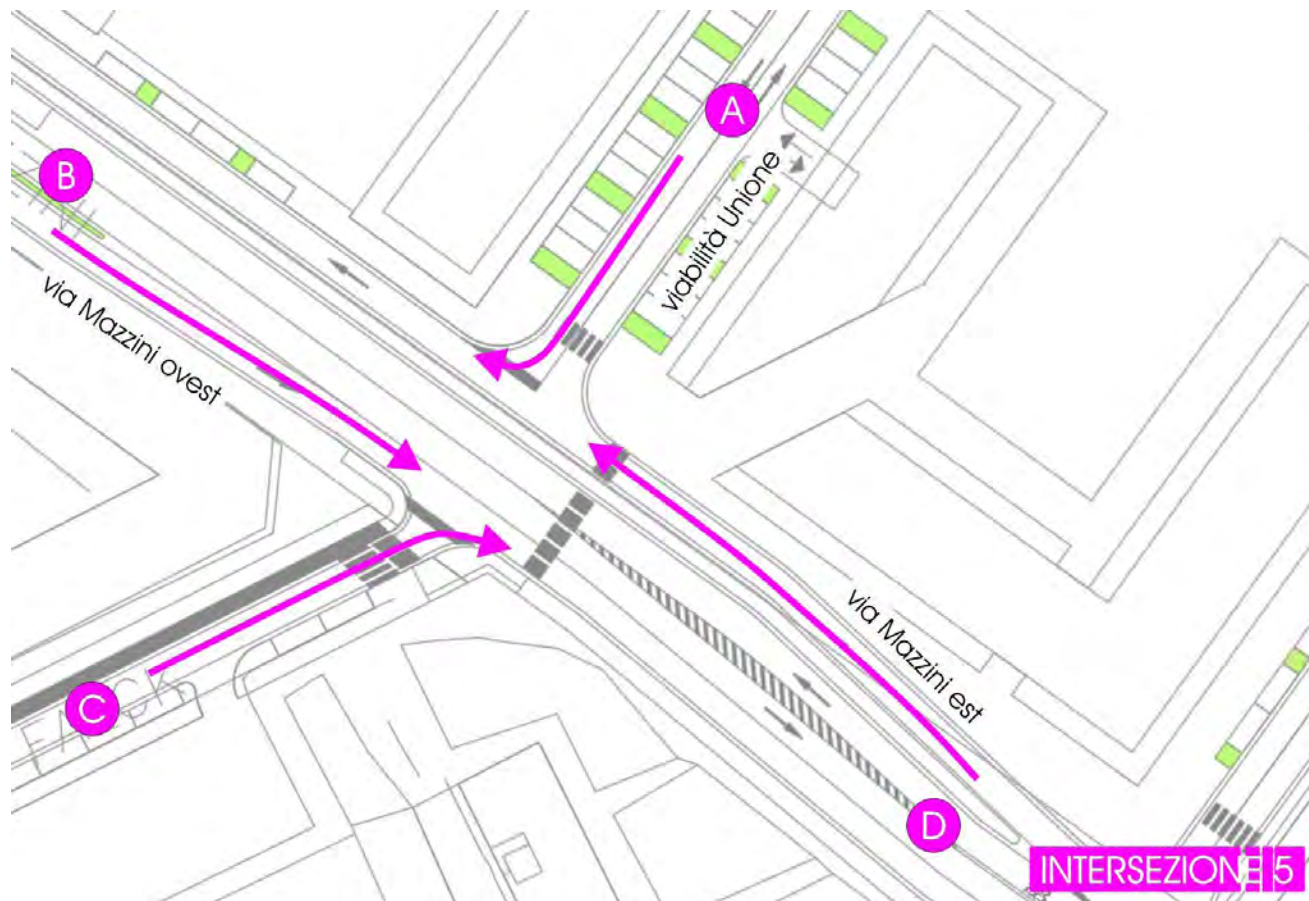 A
B
viabilità Unione
via Mazzini ovest
via Mazzini est
C
D
INTERSEZIONE 5